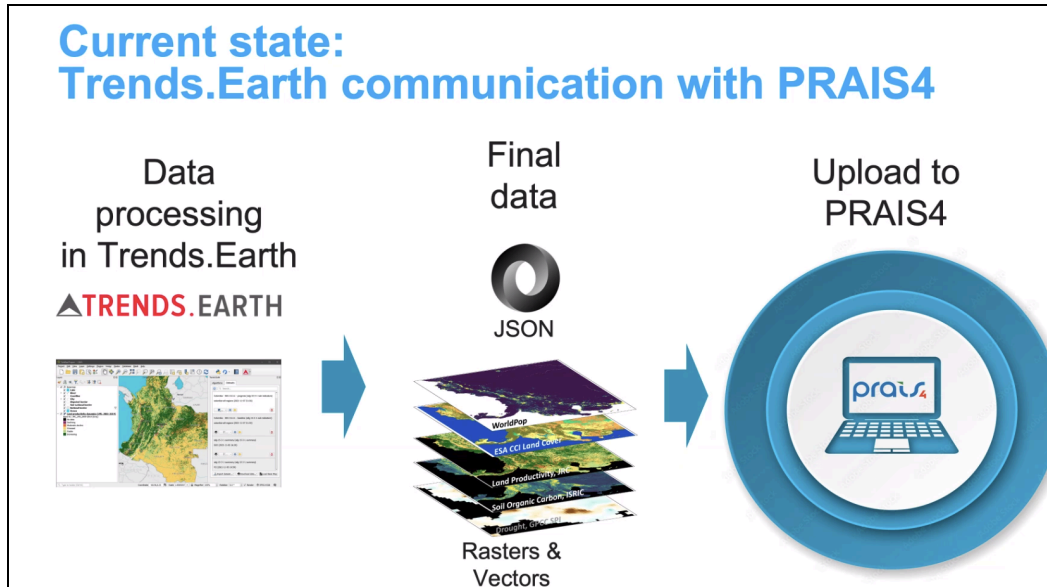 Current state:
Trends.Earth communication with PRAIS4
Data
processing
in Trends.Earth
TRENDS.EARTH
Final
data
JSON
WorldPop
ESA CCI Land Cover
Land Productivity, JRC
Soil Organic Carbon, ISRIC
Drought, GPCC SPI
Rasters &
Vectors
Upload to
PRAIS4
prais4